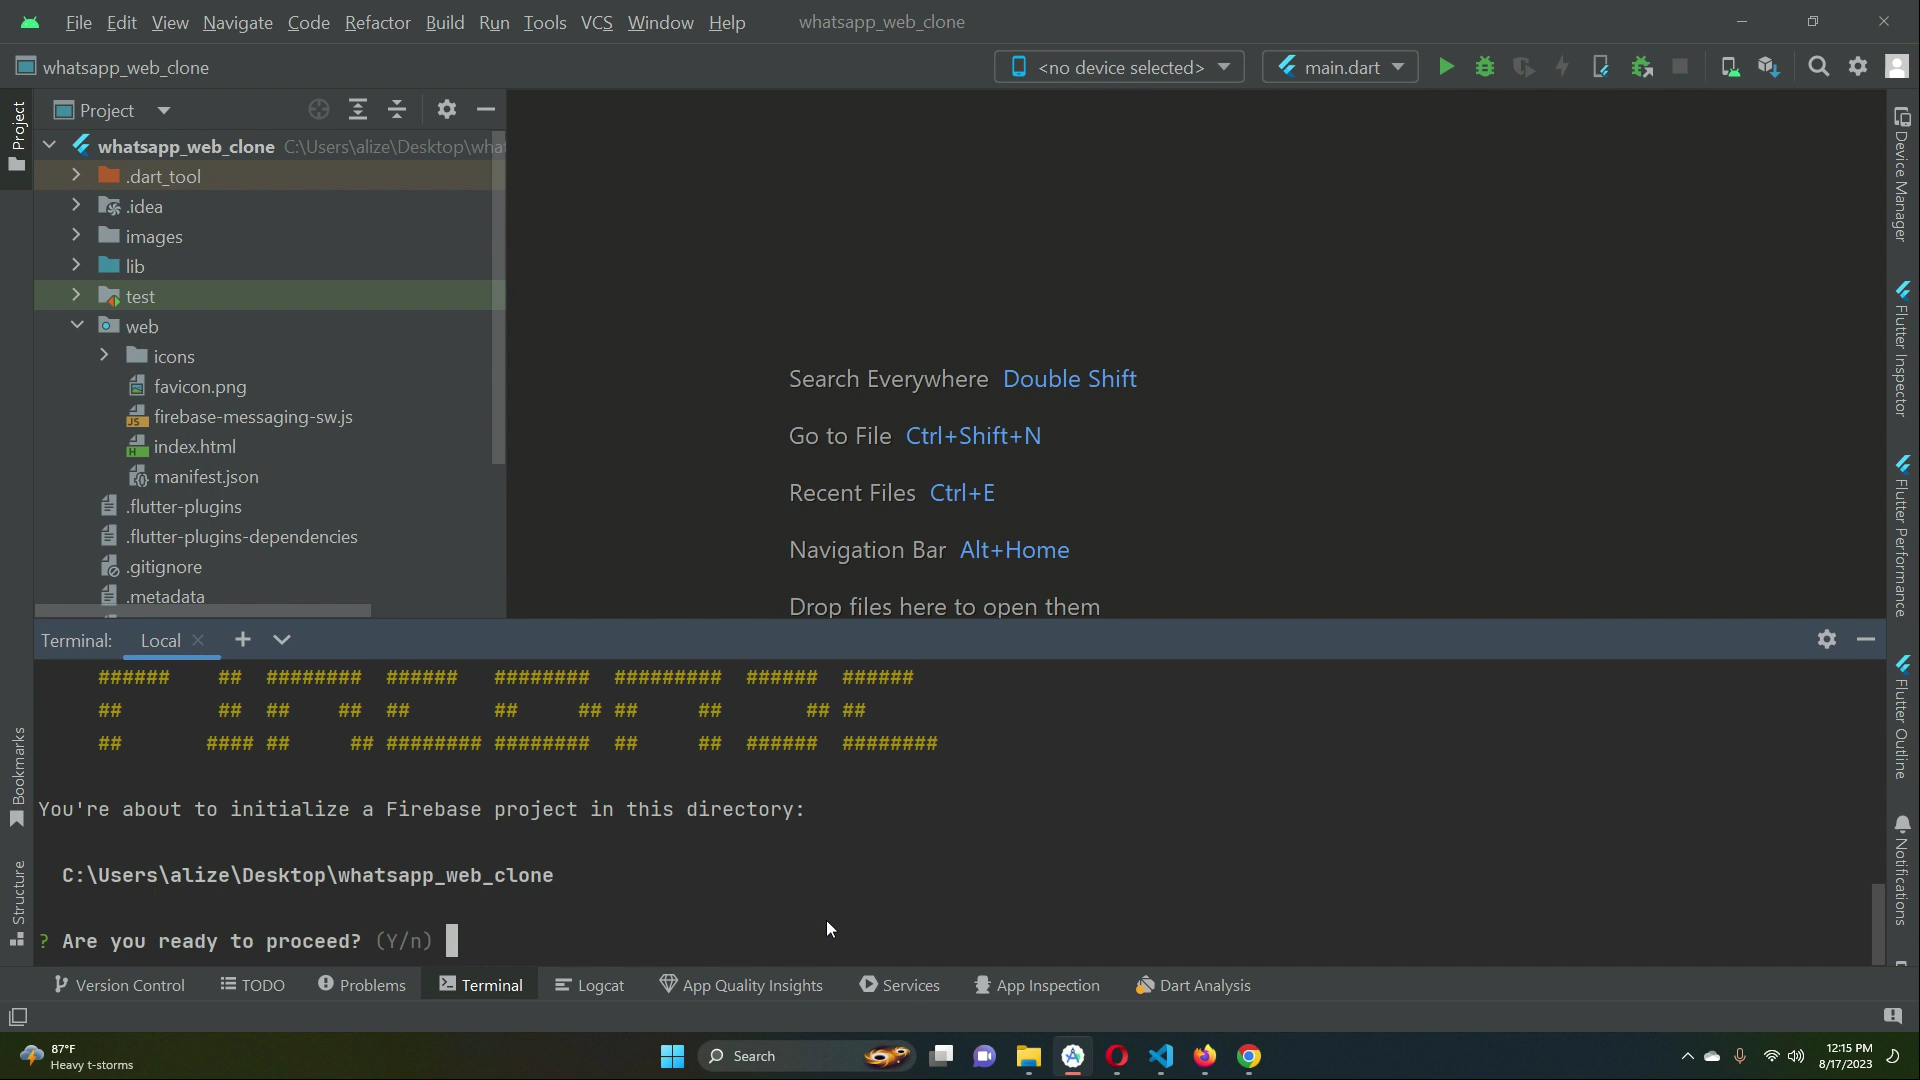 File Edit View Navigate Code Refactor Build Run Tools VCS Window Help whatsapp_web_clone
whatsapp_web_clone <no device selected> main.dart
Project
whatsapp_web_clone C:\Users\alize\Desktop\what
.dart_tool
.idea
images
lib
test
web
icons
favicon.png
firebase-messaging-sw.js
index.html
manifest.json
.flutter-plugins
.flutter-plugins-dependencies
.gitignore
.metadata
Project
Bookmarks
Structure
Search Everywhere Double Shift
Go to File Ctrl+Shift+N
Recent Files Ctrl+E
Navigation Bar Alt+Home
Drop files here to open them
Device Manager
Flutter Inspector
Flutter Performance
Flutter Outline
Notifications
Terminal: Local
###### ## ######## ###### ######## ######### ###### ######
## ## ## ## ## ## ## ## ## ## ##
## #### ## ## ######## ######## ## ## ###### ########
You're about to initialize a Firebase project in this directory:
C:\Users\alize\Desktop\whatsapp_web_clone
? Are you ready to proceed? (Y/n)
Version Control TODO Problems Terminal Logcat App Quality Insights Services App Inspection Dart Analysis
87°F
Heavy t-storms
Search
12:15 PM
8/17/2023